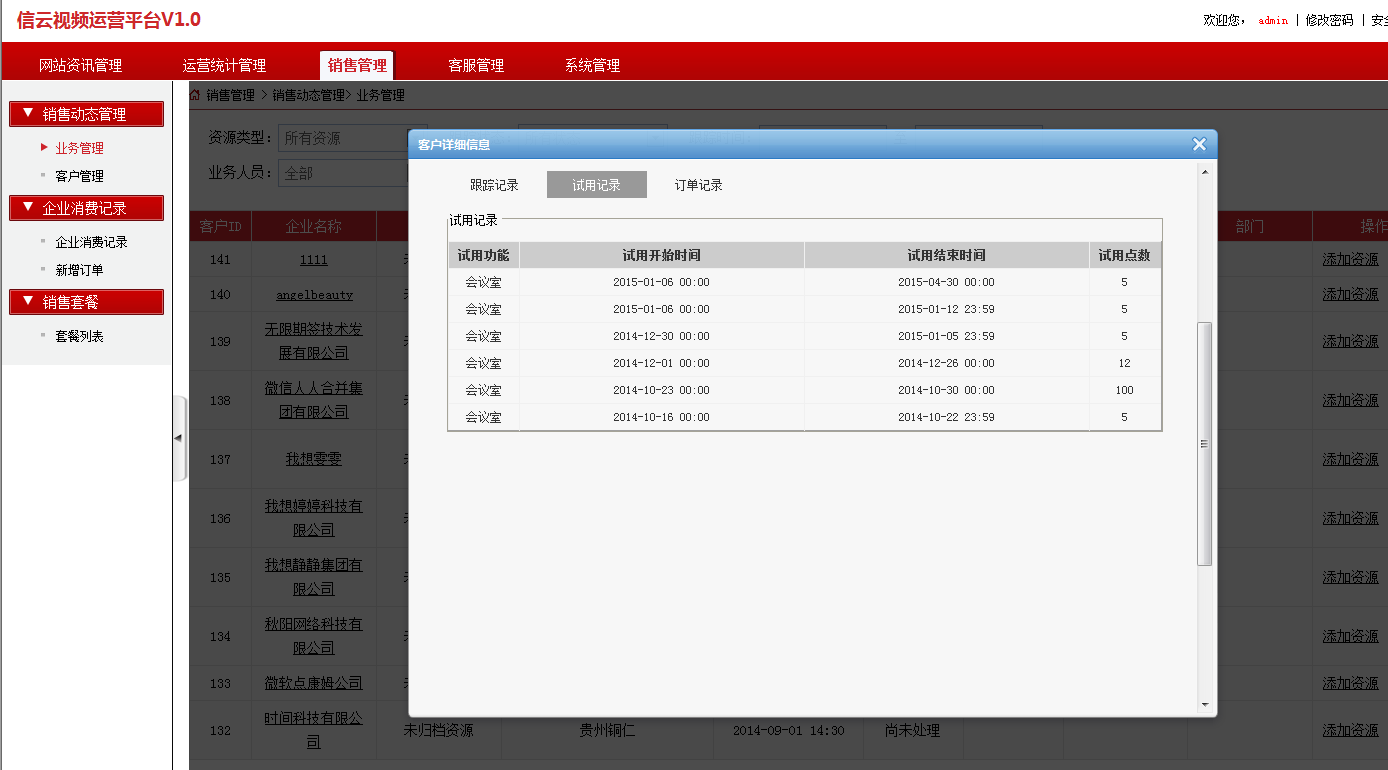 信云视频运营平台V1.0
欢迎您， admin | 修改密码 | 安全
网站资讯管理 运营统计管理 销售管理 客服管理 系统管理
销售管理 > 销售动态管理> 业务管理
▼ 销售动态管理
业务管理
客户管理
▼ 企业消费记录
企业消费记录
新增订单
▼ 销售套餐
套餐列表
资源类型： 所有资源
业务人员： 全部
客户详细信息
跟踪记录 试用记录 订单记录
试用记录
试用功能 试用开始时间 试用结束时间 试用点数
会议室 2015-01-06 00:00 2015-04-30 00:00 5
会议室 2015-01-06 00:00 2015-01-12 23:59 5
会议室 2014-12-30 00:00 2015-01-05 23:59 5
会议室 2014-12-01 00:00 2014-12-26 00:00 12
会议室 2014-10-23 00:00 2014-10-30 00:00 100
会议室 2014-10-16 00:00 2014-10-22 23:59 5
客户ID 企业名称 部门 操作
141 1111 添加资源
140 angelbeauty 添加资源
139 无限期签技术发
展有限公司 添加资源
138 微信人人合并集
团有限公司 添加资源
137 我想雯雯 添加资源
136 我想婷婷科技有
限公司 添加资源
135 我想静静集团有
限公司 添加资源
134 秋阳网络科技有
限公司 添加资源
133 微软点康姆公司 添加资源
132 时间科技有限公
司 未归档资源 贵州铜仁 2014-09-01 14:30 尚未处理 添加资源